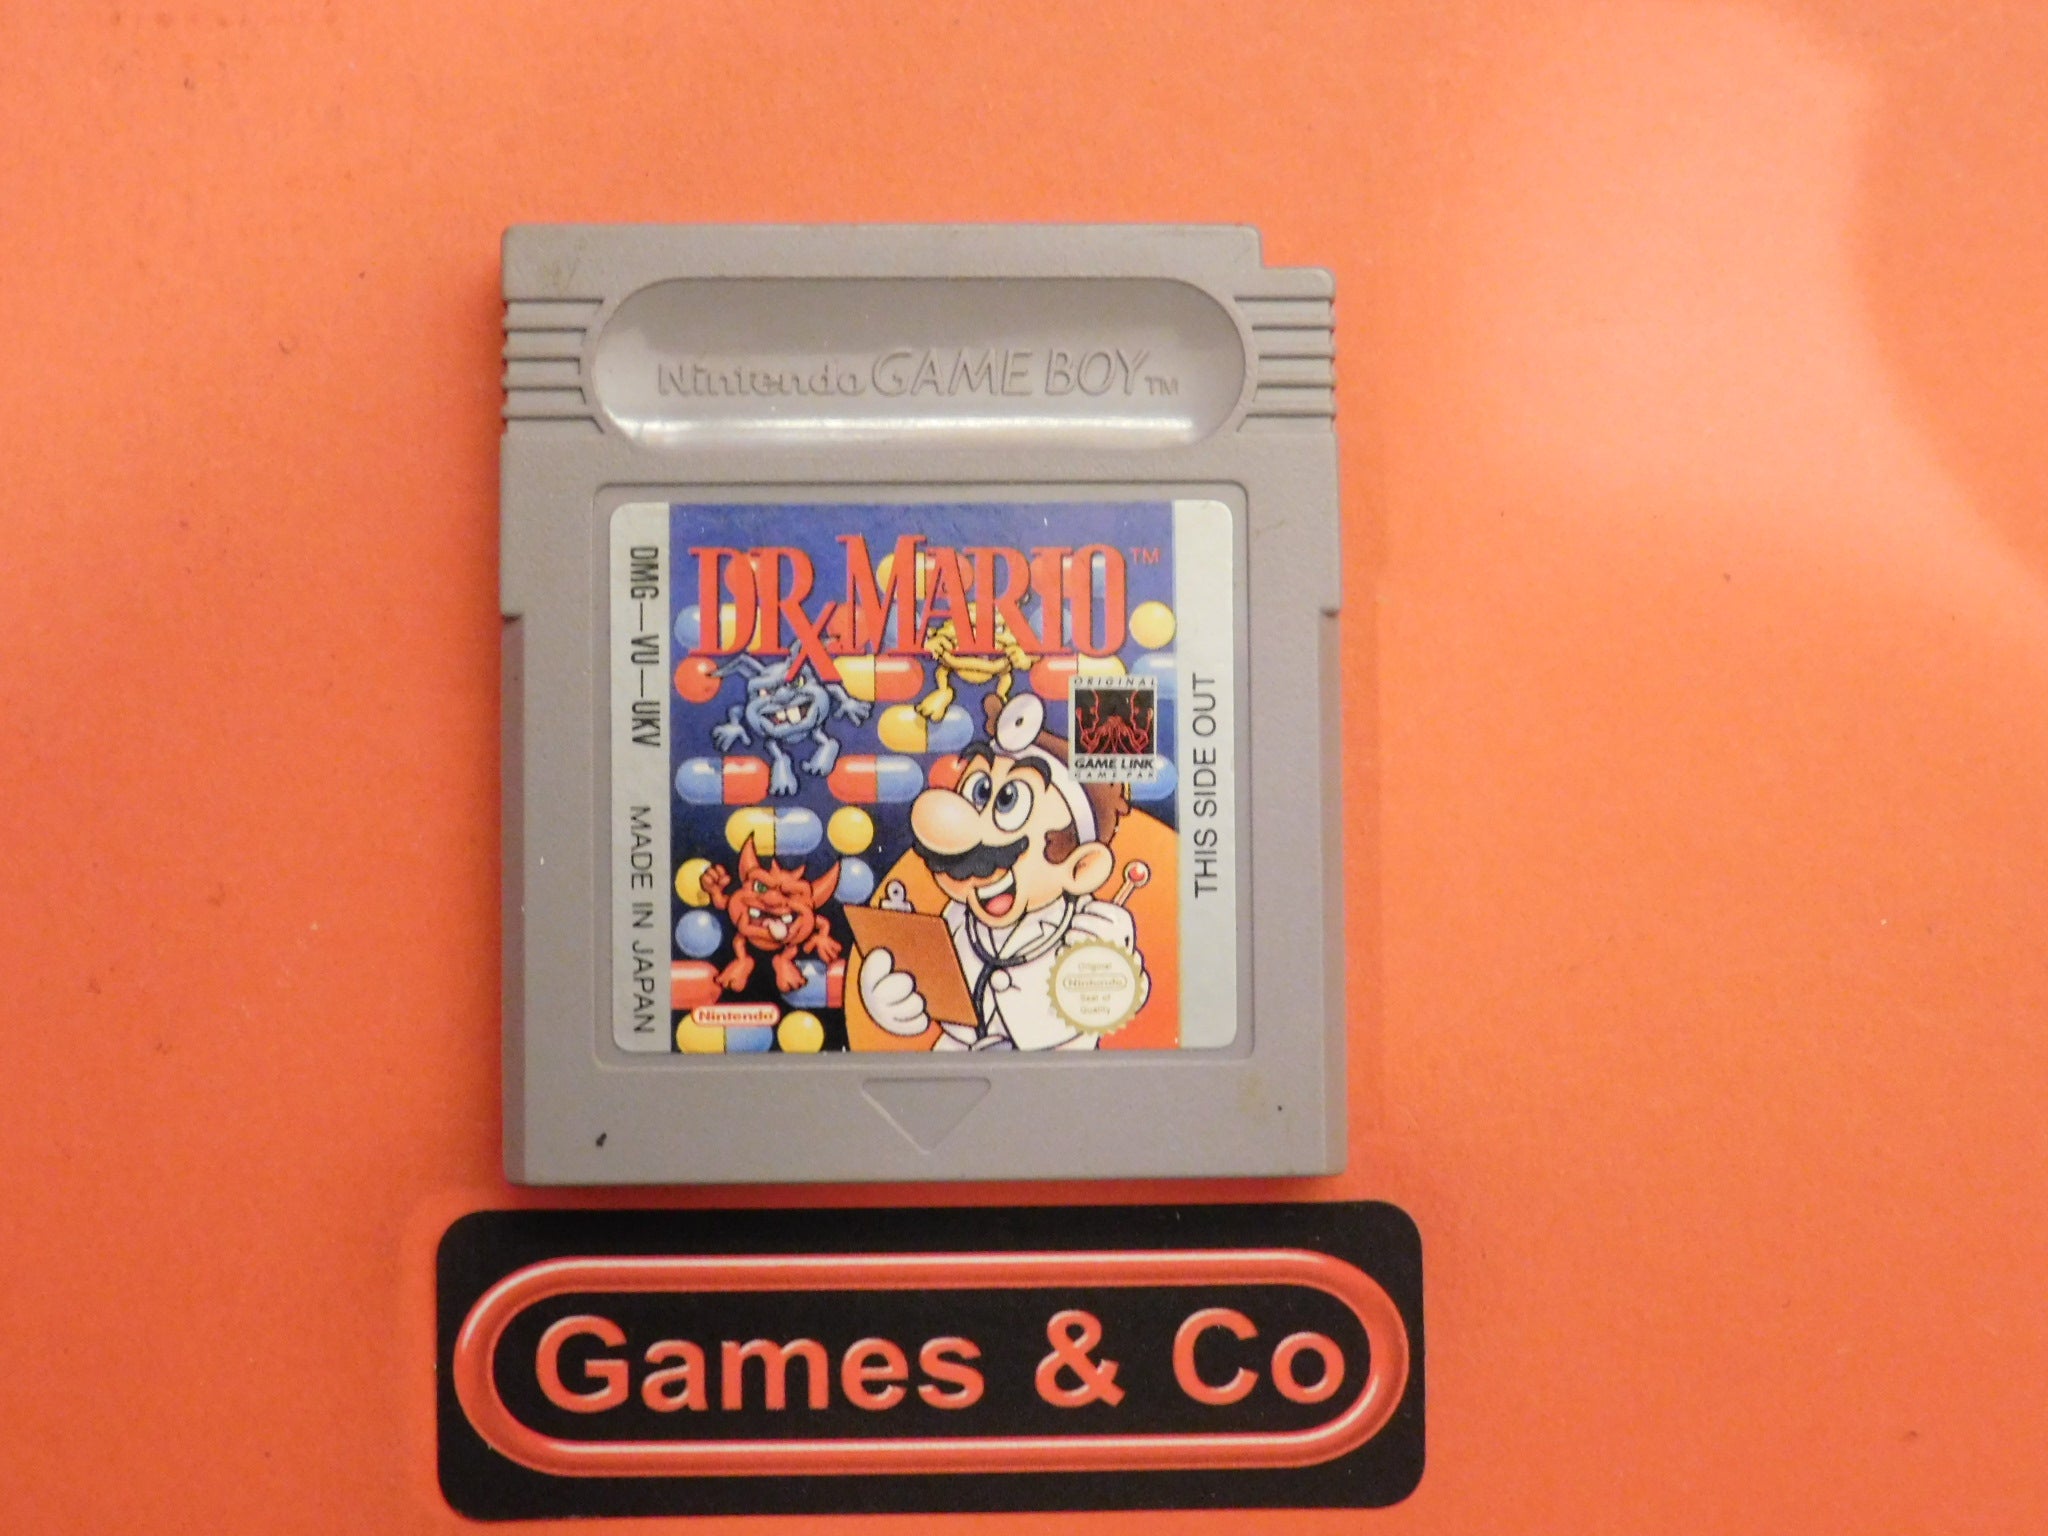 Nintendo GAME BOY™
DR. MARIO™
DMG-VU-UKV MADE IN JAPAN
ORIGINAL
GAME LINK
GAME PAK
THIS SIDE OUT
Original
Nintendo
Seal of
Quality
Nintendo
Games & Co